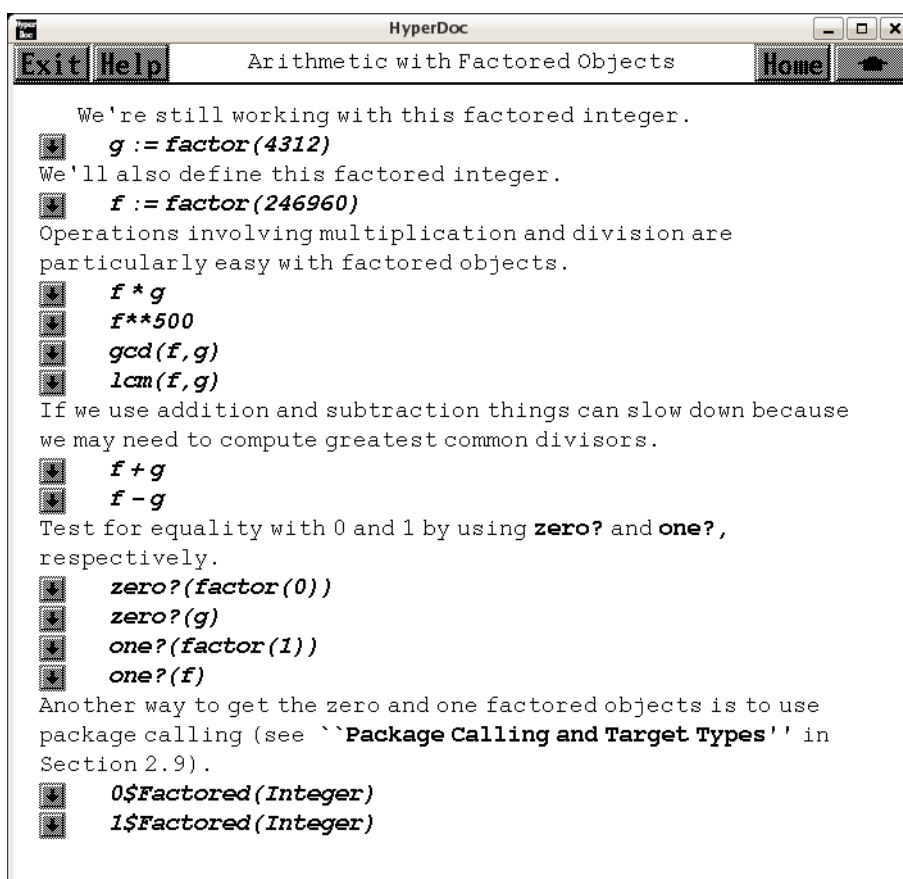 Hyper Doc
HyperDoc
Exit Help Arithmetic with Factored Objects Home
We're still working with this factored integer.
g := factor(4312)
We'll also define this factored integer.
f := factor(246960)
Operations involving multiplication and division are
particularly easy with factored objects.
f * g
f**500
gcd(f,g)
lcm(f,g)
If we use addition and subtraction things can slow down because
we may need to compute greatest common divisors.
f + g
f - g
Test for equality with 0 and 1 by using zero? and one?,
respectively.
zero?(factor(0))
zero?(g)
one?(factor(1))
one?(f)
Another way to get the zero and one factored objects is to use
package calling (see ``Package Calling and Target Types'' in
Section 2.9).
0$Factored(Integer)
1$Factored(Integer)